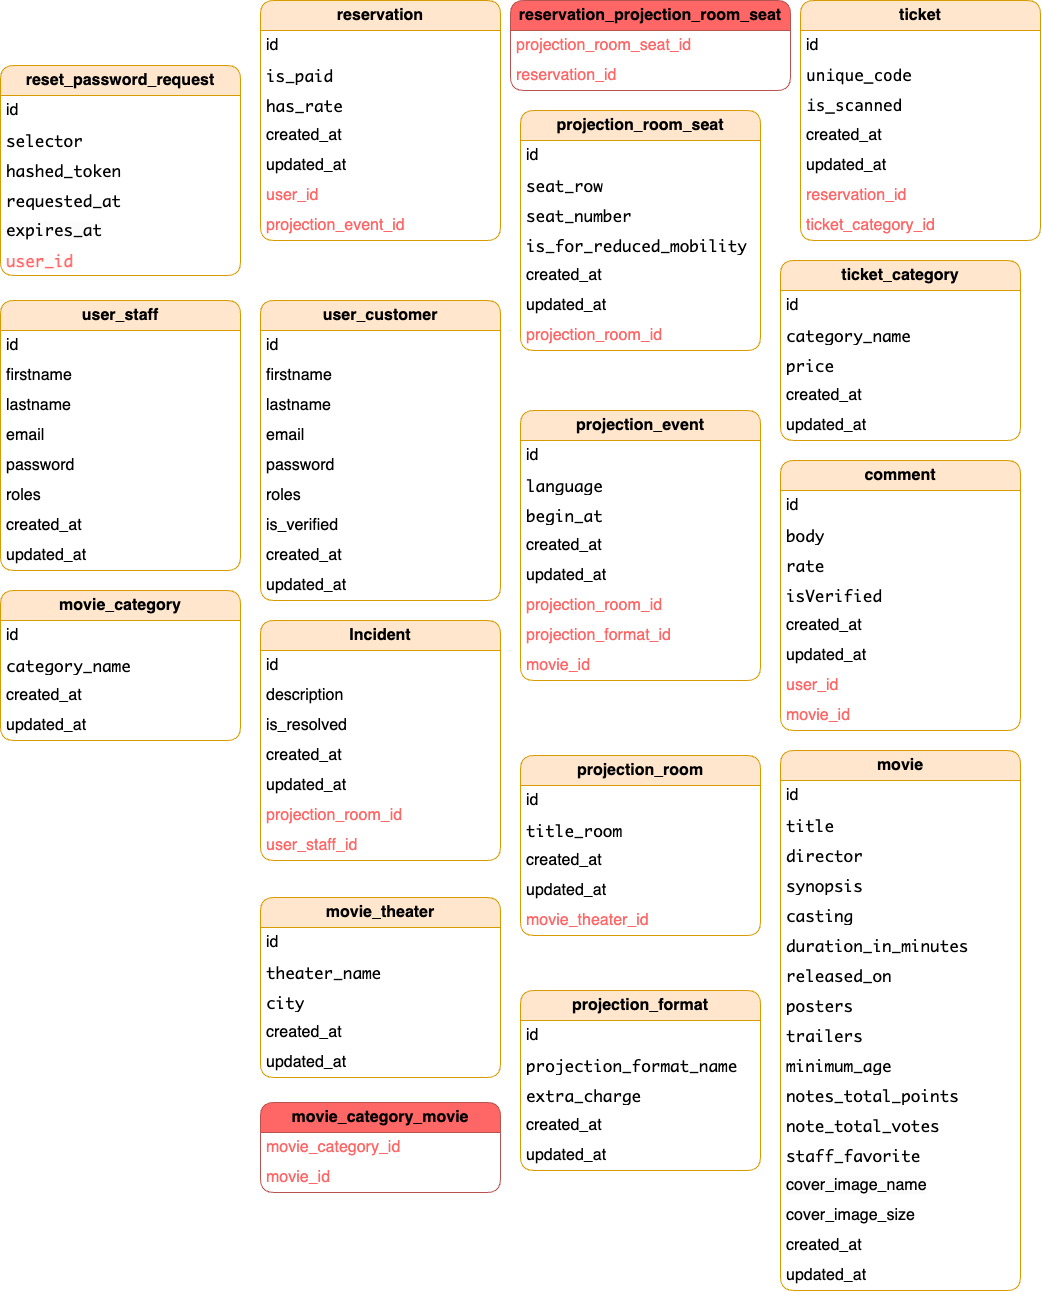 reset_password_request
id
selector
hashed_token
requested_at
expires_at
user_id
user_staff
id
firstname
lastname
email
password
roles
created_at
updated_at
movie_category
id
category_name
created_at
updated_at
reservation
id
is_paid
has_rate
created_at
updated_at
user_id
projection_event_id
user_customer
id
firstname
lastname
email
password
roles
is_verified
created_at
updated_at
Incident
id
description
is_resolved
created_at
updated_at
projection_room_id
user_staff_id
movie_theater
id
theater_name
city
created_at
updated_at
movie_category_movie
movie_category_id
movie_id
reservation_projection_room_seat
projection_room_seat_id
reservation_id
projection_room_seat
id
seat_row
seat_number
is_for_reduced_mobility
created_at
updated_at
projection_room_id
projection_event
id
language
begin_at
created_at
updated_at
projection_room_id
projection_format_id
movie_id
projection_room
id
title_room
created_at
updated_at
movie_theater_id
projection_format
id
projection_format_name
extra_charge
created_at
updated_at
ticket
id
unique_code
is_scanned
created_at
updated_at
reservation_id
ticket_category_id
ticket_category
id
category_name
price
created_at
updated_at
comment
id
body
rate
isVerified
created_at
updated_at
user_id
movie_id
movie
id
title
director
synopsis
casting
duration_in_minutes
released_on
posters
trailers
minimum_age
notes_total_points
note_total_votes
staff_favorite
cover_image_name
cover_image_size
created_at
updated_at